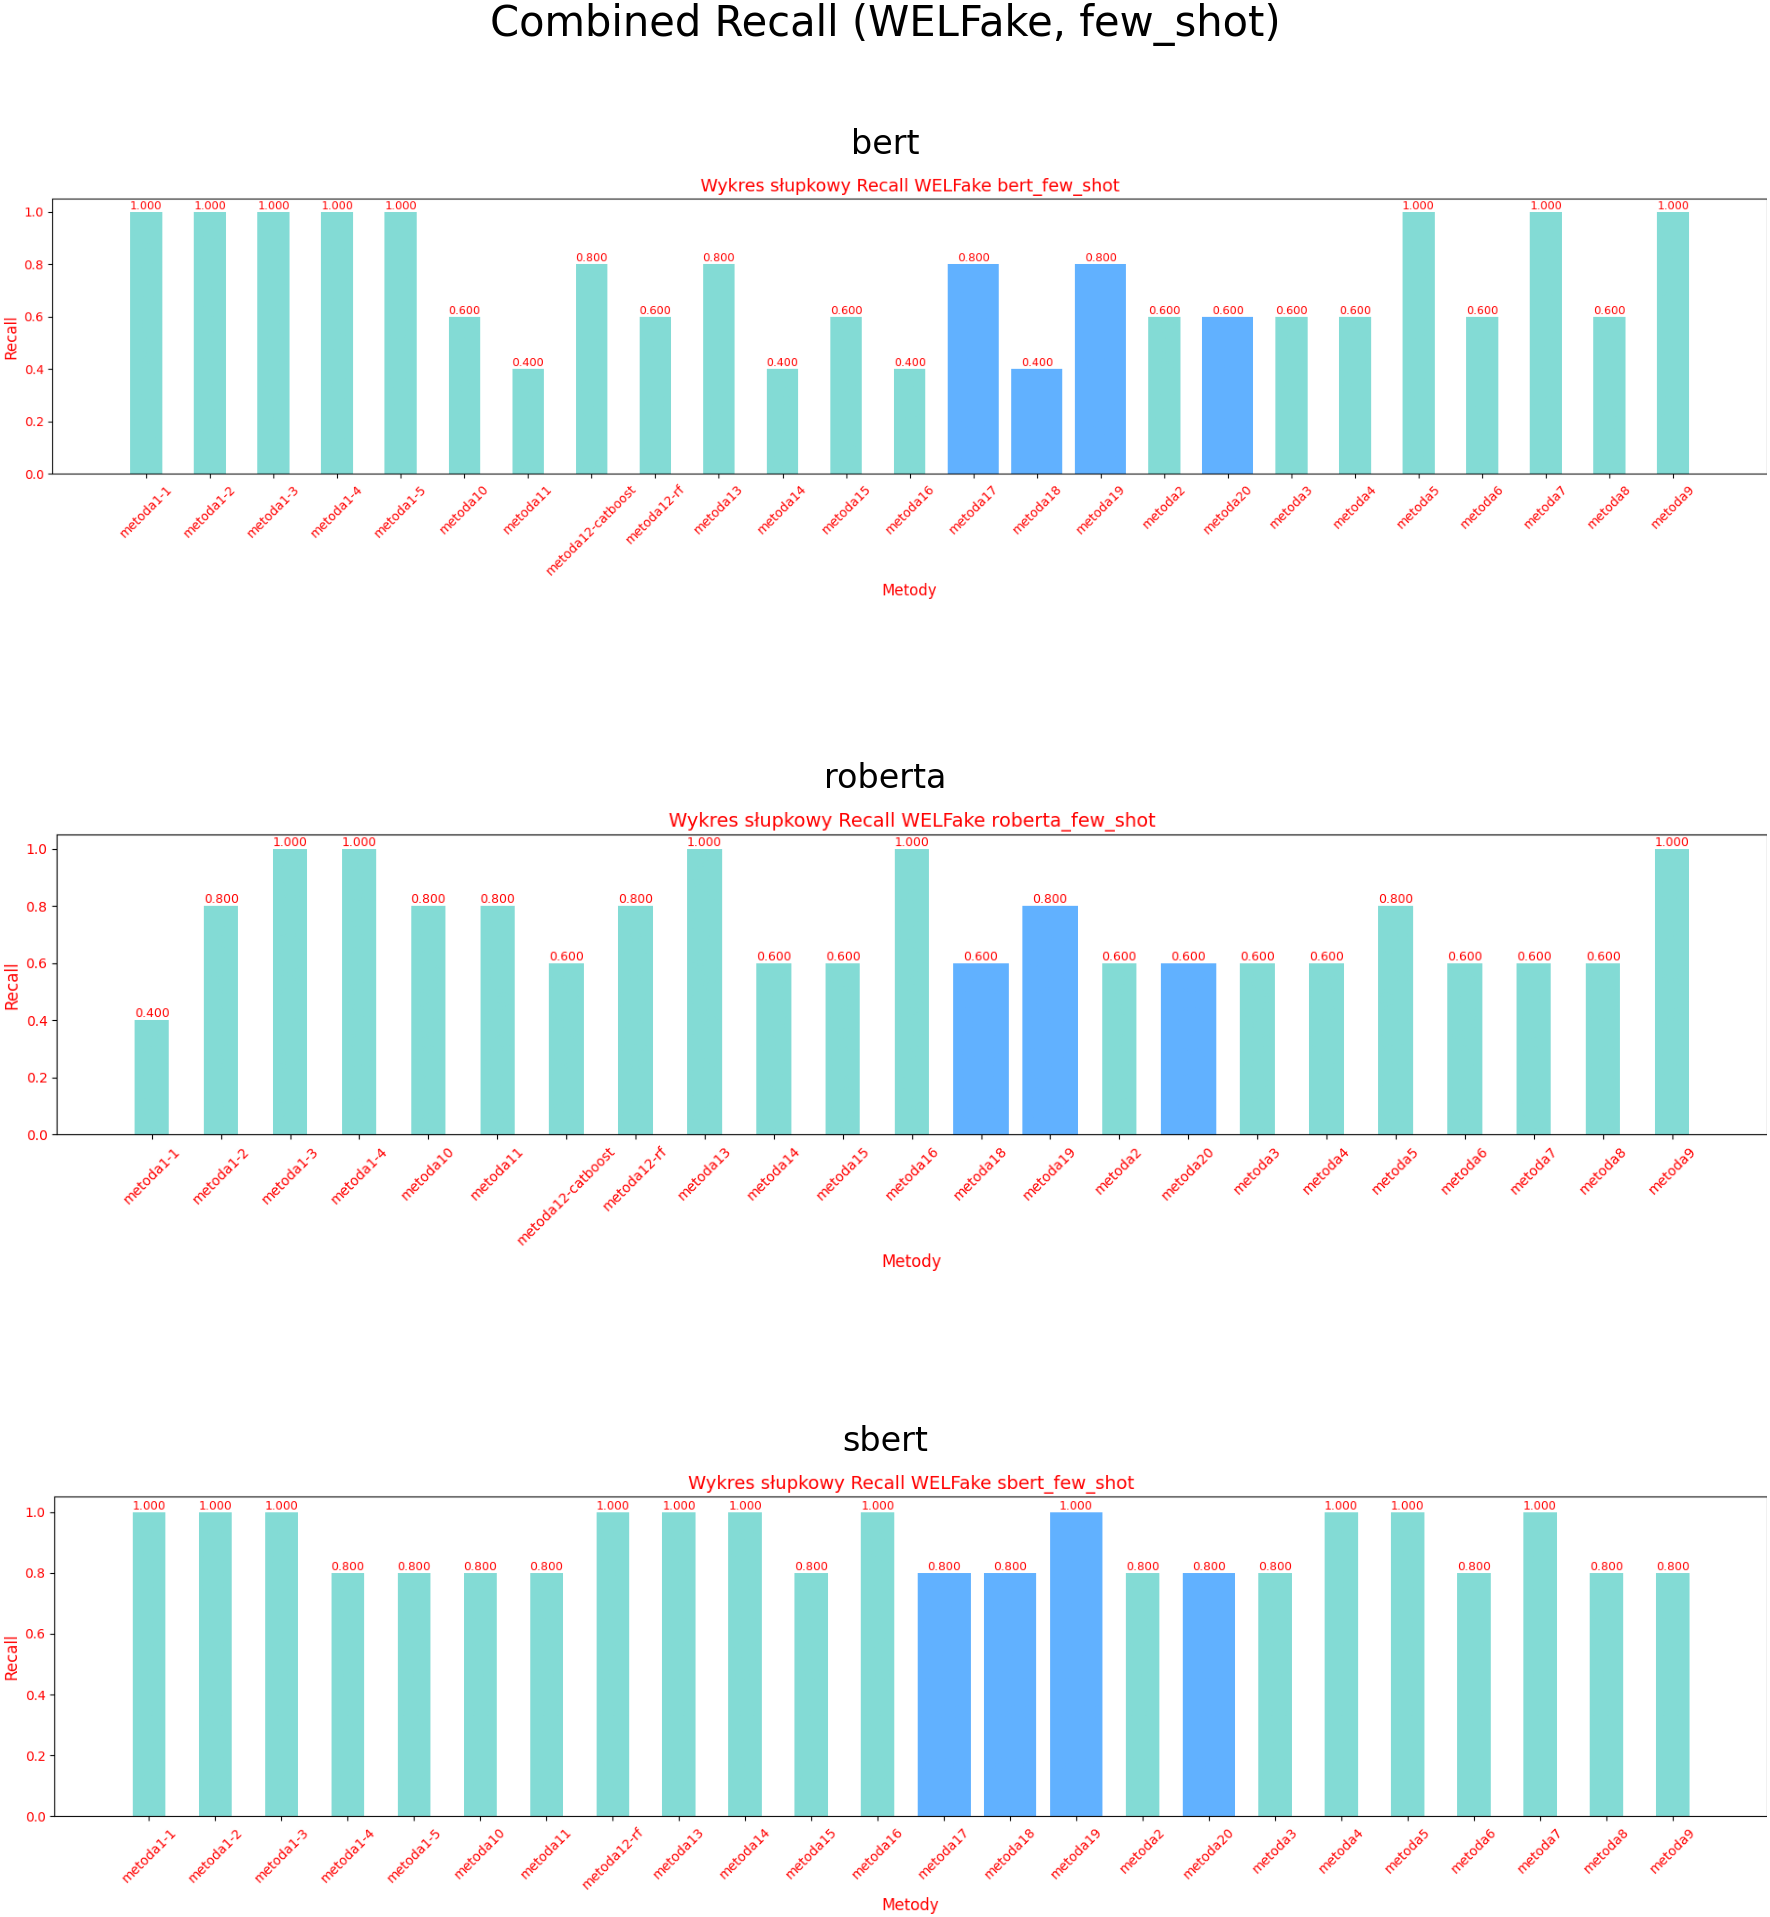 Combined Recall (WELFake, few_shot)
bert
Wykres słupkowy Recall WELFake bert_few_shot
1.000 1.000 1.000 1.000 1.000 0.600 0.400 0.800 0.600 0.800 0.400 0.600 0.400 0.800 0.400 0.800 0.600 0.600 0.600 0.600 1.000 0.600 1.000 0.600 1.000
1.0
0.8
0.6
0.4
0.2
0.0
Recall
metoda1-1 metoda1-2 metoda1-3 metoda1-4 metoda1-5 metoda10 metoda11 metoda12-catboost metoda12-rf metoda13 metoda14 metoda15 metoda16 metoda17 metoda18 metoda19 metoda2 metoda20 metoda3 metoda4 metoda5 metoda6 metoda7 metoda8 metoda9
Metody
roberta
Wykres słupkowy Recall WELFake roberta_few_shot
0.400 0.800 1.000 1.000 0.800 0.800 0.600 0.800 1.000 0.600 0.600 1.000 0.600 0.800 0.600 0.600 0.600 0.600 0.800 0.600 0.600 0.600 1.000
1.0
0.8
0.6
0.4
0.2
0.0
Recall
metoda1-1 metoda1-2 metoda1-3 metoda1-4 metoda10 metoda11 metoda12-catboost metoda12-rf metoda13 metoda14 metoda15 metoda16 metoda18 metoda19 metoda2 metoda20 metoda3 metoda4 metoda5 metoda6 metoda7 metoda8 metoda9
Metody
sbert
Wykres słupkowy Recall WELFake sbert_few_shot
1.000 1.000 1.000 0.800 0.800 0.800 0.800 1.000 1.000 1.000 0.800 1.000 0.800 0.800 1.000 0.800 0.800 0.800 1.000 1.000 0.800 1.000 0.800 0.800
1.0
0.8
0.6
0.4
0.2
0.0
Recall
metoda1-1 metoda1-2 metoda1-3 metoda1-4 metoda1-5 metoda10 metoda11 metoda12-rf metoda13 metoda14 metoda15 metoda16 metoda17 metoda18 metoda19 metoda2 metoda20 metoda3 metoda4 metoda5 metoda6 metoda7 metoda8 metoda9
Metody